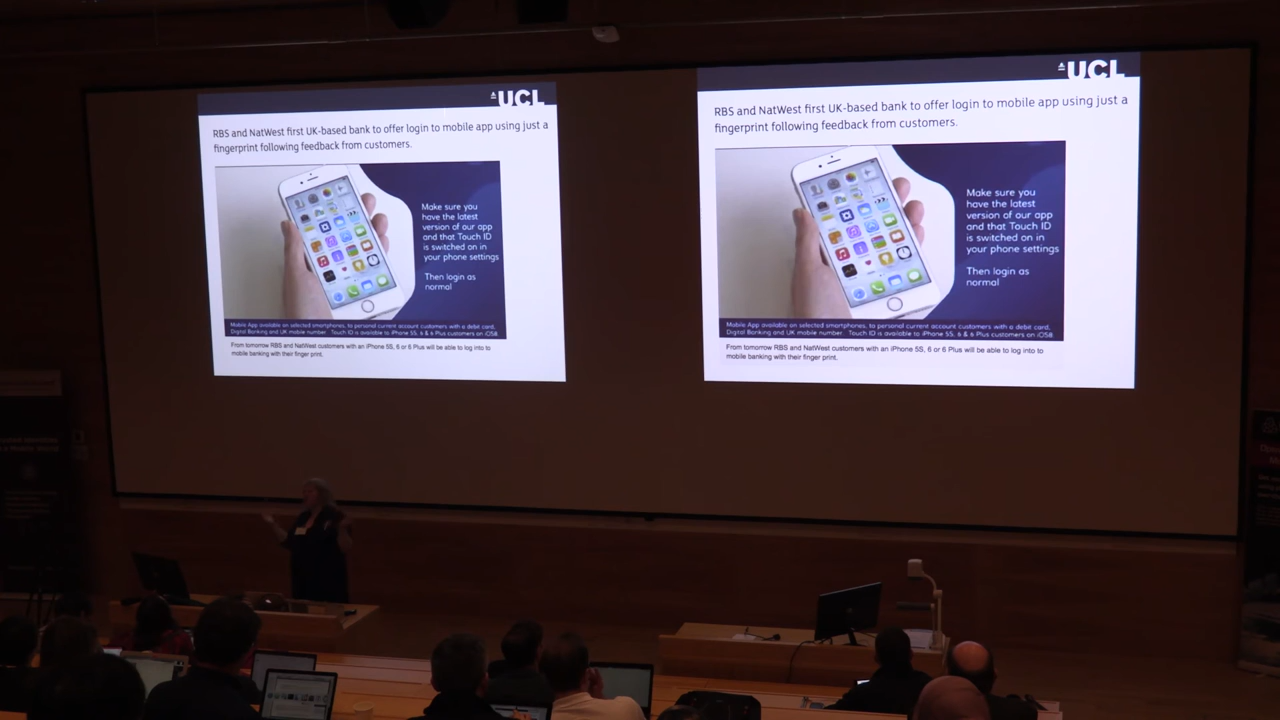 UCL
RBS and NatWest first UK-based bank to offer login to mobile app using just a
fingerprint following feedback from customers.
Make sure you
have the latest
version of our app
and that Touch ID
is switched on in
your phone settings
Then login as
normal
Mobile App available on selected smartphones, to personal current account customers with a debit card,
Digital Banking and UK mobile number. Touch ID is available to iPhone 5S, 6 & 6 Plus customers on iOS8
From tomorrow RBS and NatWest customers with an iPhone 5S, 6 or 6 Plus will be able to log into to
mobile banking with their finger print.
UCL
RBS and NatWest first UK-based bank to offer login to mobile app using just a
fingerprint following feedback from customers.
Make sure you
have the latest
version of our app
and that Touch ID
is switched on in
your phone settings
Then login as
normal
Mobile App available on selected smartphones, to personal current account customers with a debit card,
Digital Banking and UK mobile number. Touch ID is available to iPhone 5S, 6 & 6 Plus customers on iOS8
From tomorrow RBS and NatWest customers with an iPhone 5S, 6 or 6 Plus will be able to log into to
mobile banking with their finger print.